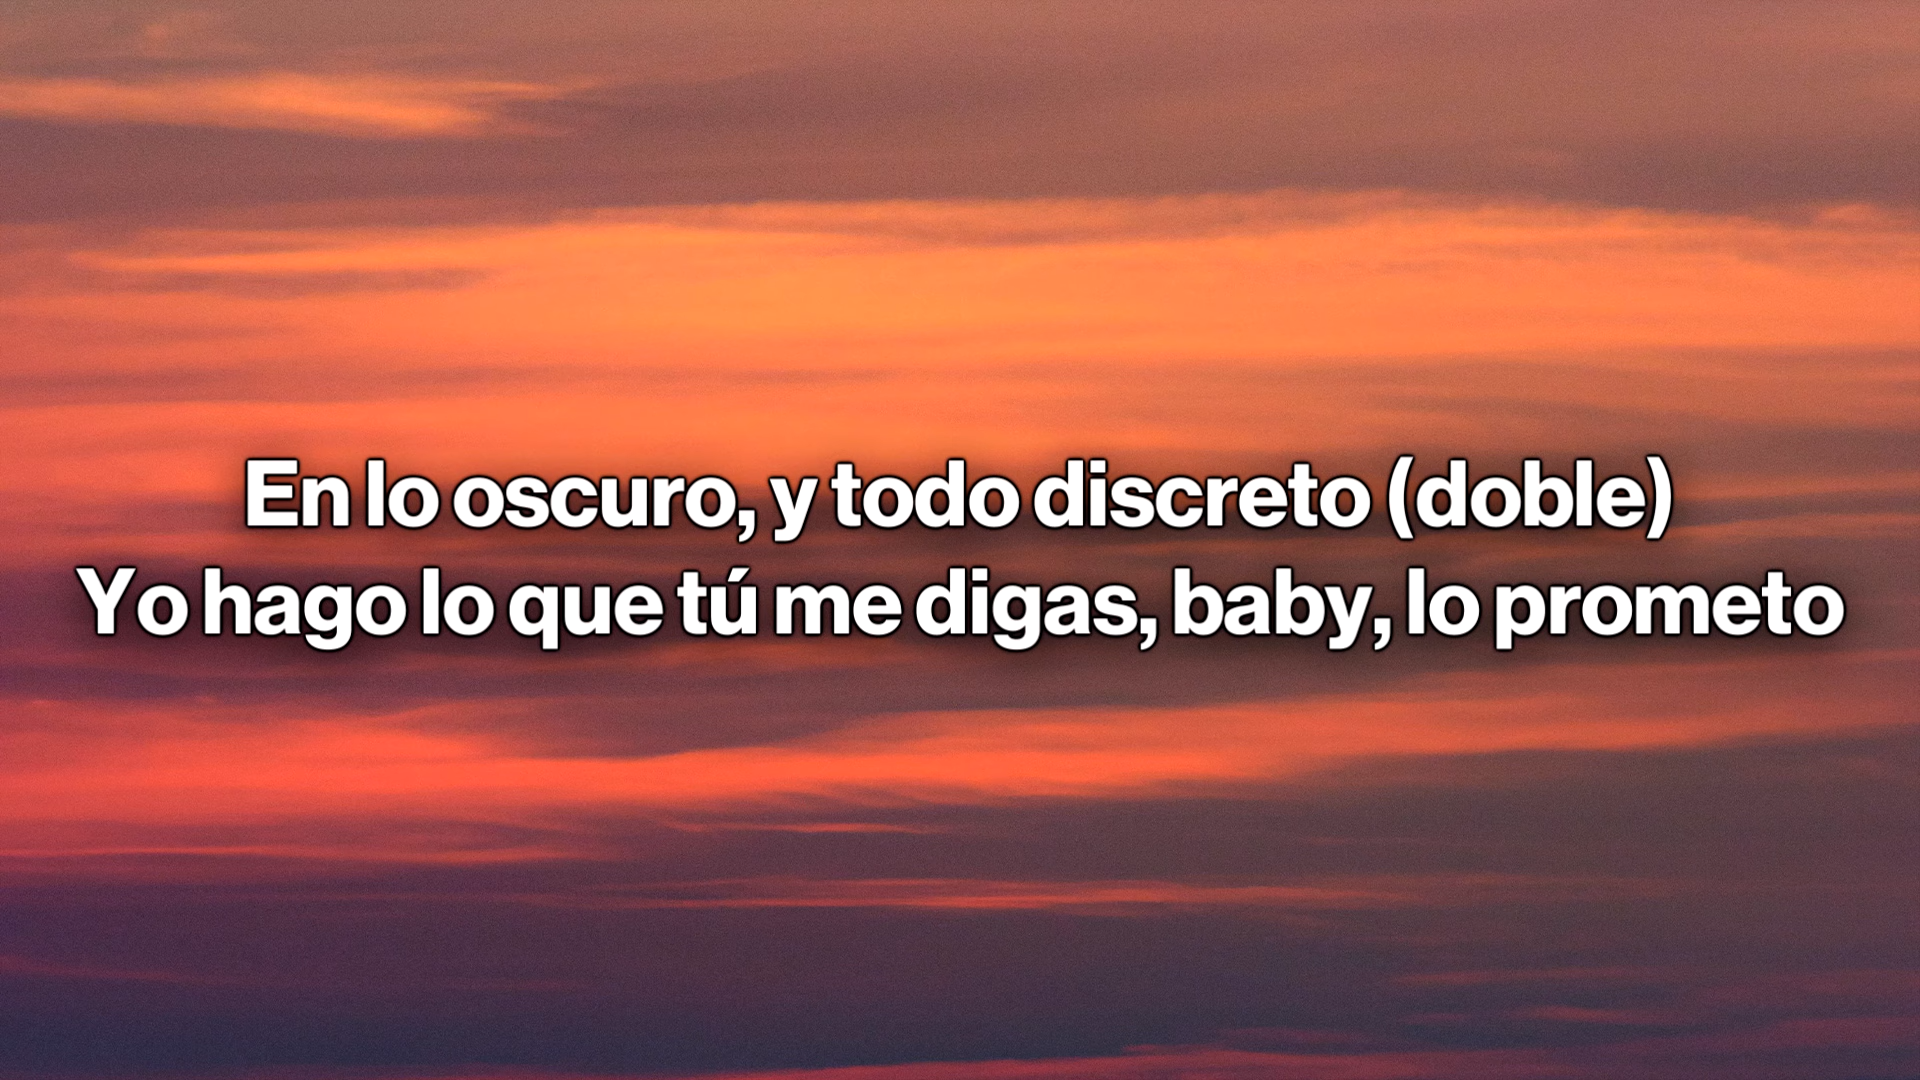 En lo oscuro, y todo discreto (doble)
Yo hago lo que tú me digas, baby, lo prometo